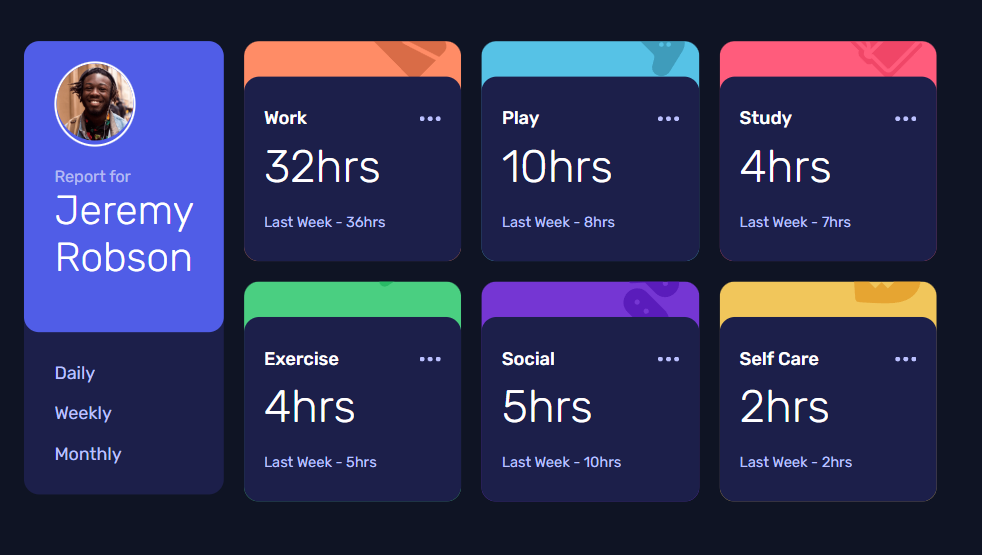 Report for
Jeremy
Robson
Daily
Weekly
Monthly
Work
32hrs
Last Week - 36hrs
Play
10hrs
Last Week - 8hrs
Study
4hrs
Last Week - 7hrs
Exercise
4hrs
Last Week - 5hrs
Social
5hrs
Last Week - 10hrs
Self Care
2hrs
Last Week - 2hrs